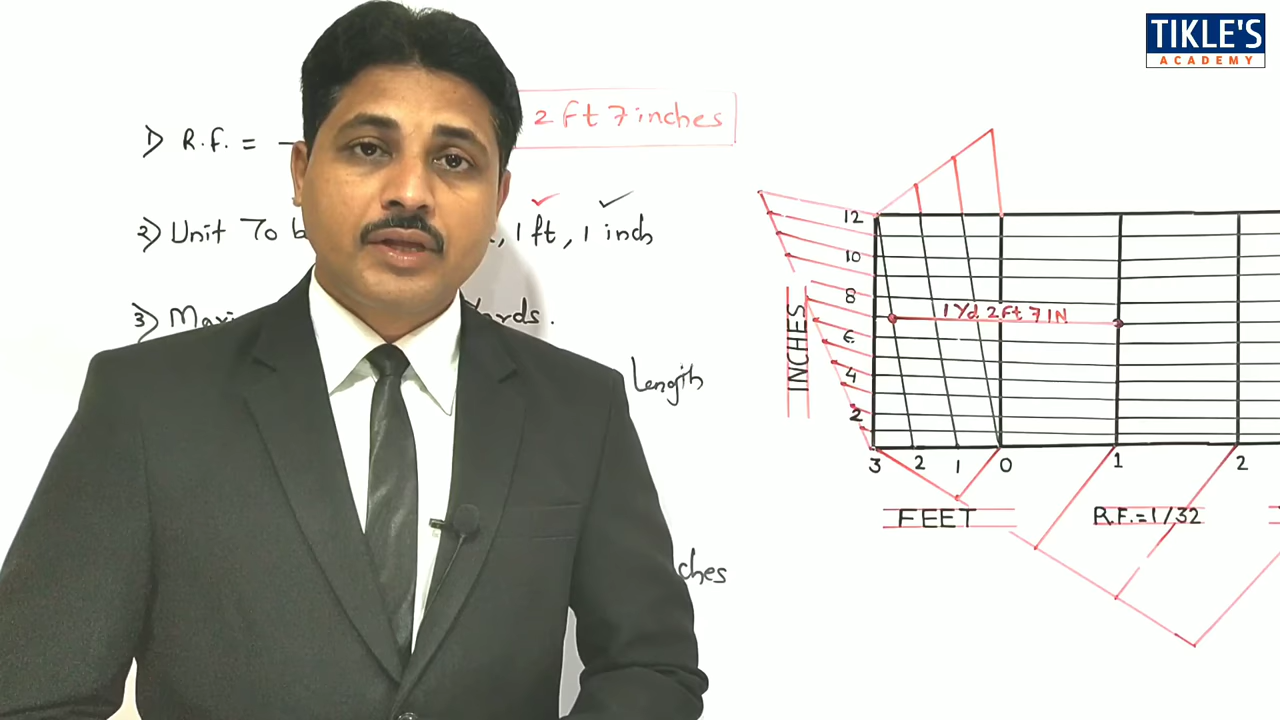 TIKLE'S
ACADEMY
2 ft 7 inches
1) R.f. =
2) Unit To b , 1 ft , 1 inch
3) Maxi ards.
Length
ches
12
10
8
6
4
2
INCHES
1 Yd 2 Ft 7 IN
3 2 1 0 1 2
FEET
R.F.=1/32